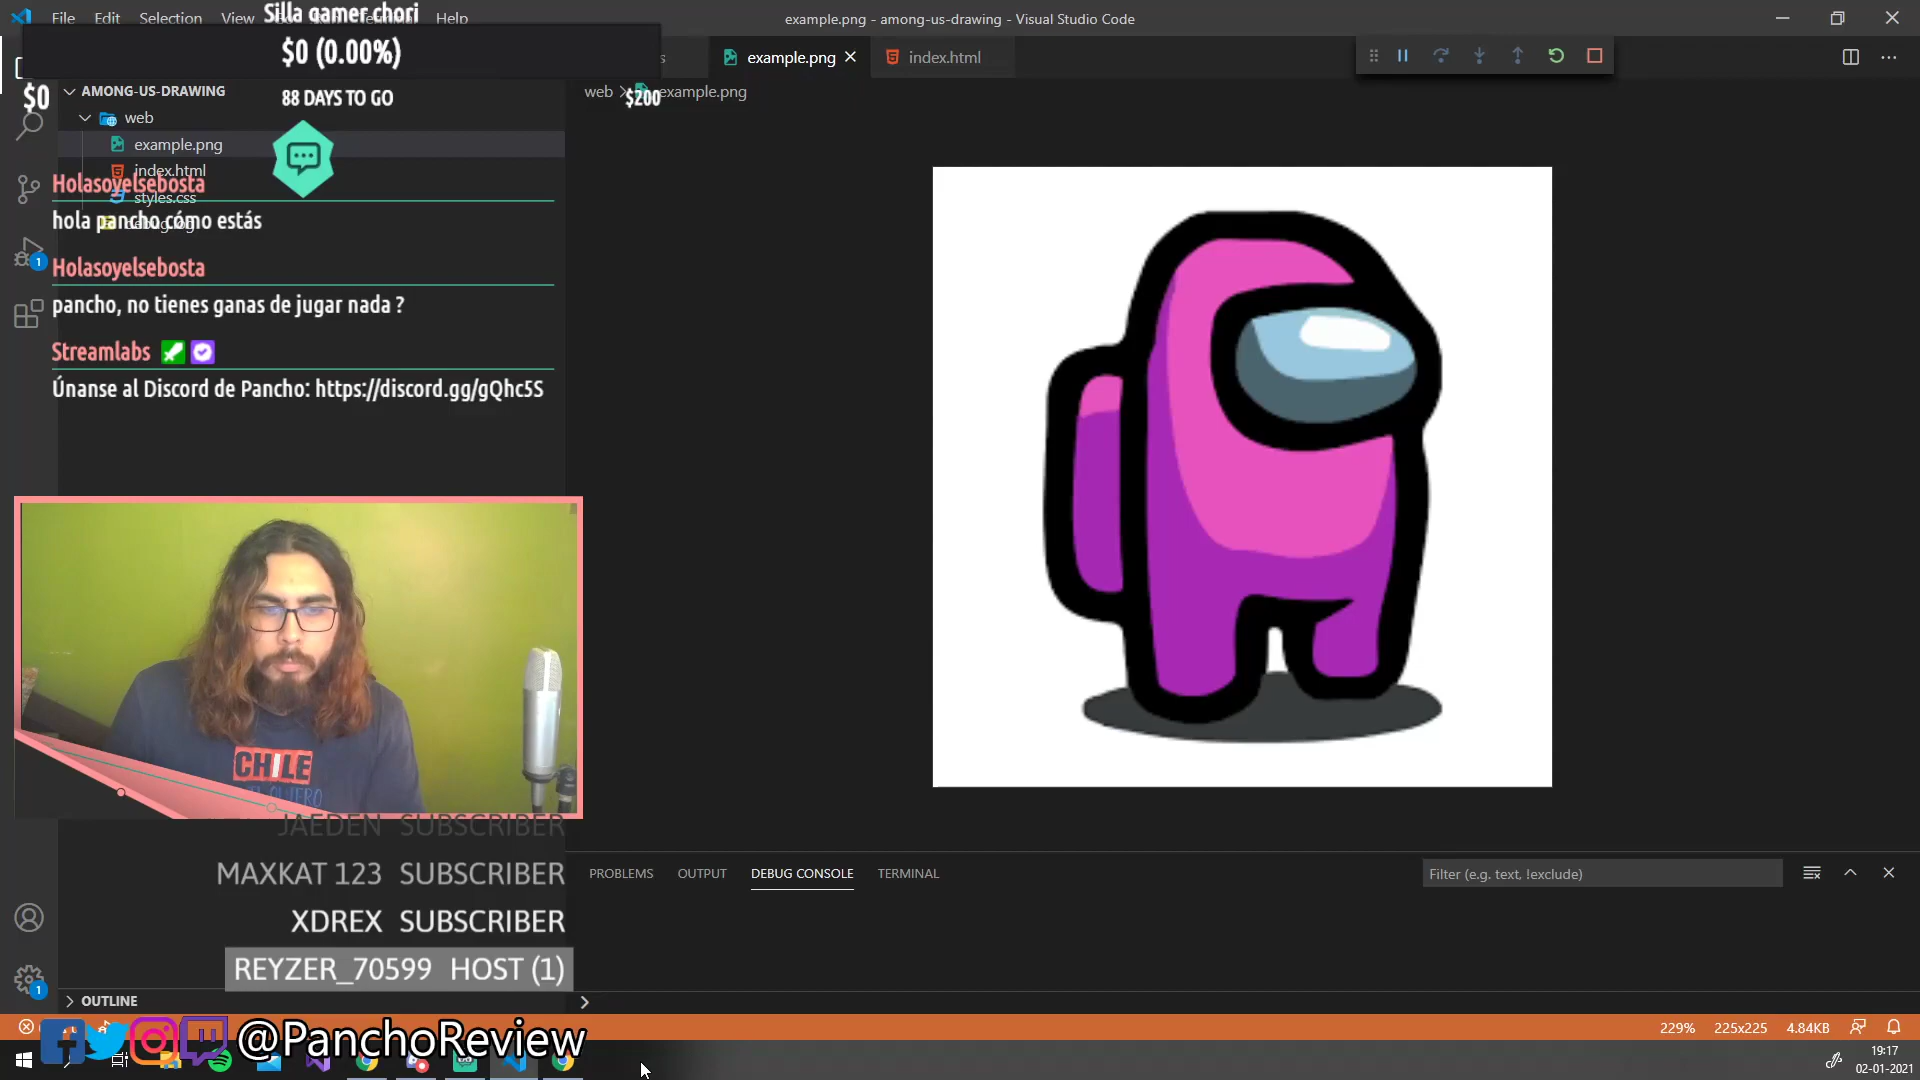 File Edit Selection View Help
example.png - among-us-drawing - Visual Studio Code
Silla gamer chori
$0 (0.00%)
$0
88 DAYS TO GO
$200
example.png
index.html
AMONG-US-DRAWING
web
example.png
index.html
styles.css
web
example.png
Holasoyelsebosta
hola pancho cómo estás
Holasoyelsebosta
pancho, no tienes ganas de jugar nada ?
Streamlabs
Únanse al Discord de Pancho: https://discord.gg/gQhc5S
1
CHILE
JAEDEN SUBSCRIBER
MAXKAT 123 SUBSCRIBER
XDREX SUBSCRIBER
REYZER_70599 HOST (1)
PROBLEMS
OUTPUT
DEBUG CONSOLE
TERMINAL
Filter (e.g. text, !exclude)
1
OUTLINE
@PanchoReview
229%
225x225
4.84KB
19:17
02-01-2021